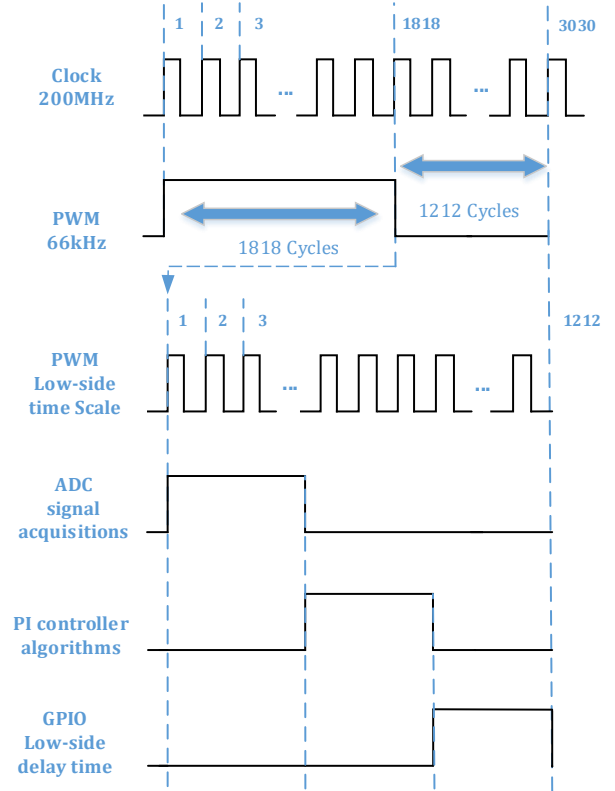 1 2 3 1818 3030
Clock
200MHz
...
...
PWM
66kHz
1212 Cycles
1818 Cycles
1 2 3 1212
PWM
Low-side
time Scale
...
...
ADC
signal
acquisitions
PI controller
algorithms
GPIO
Low-side
delay time